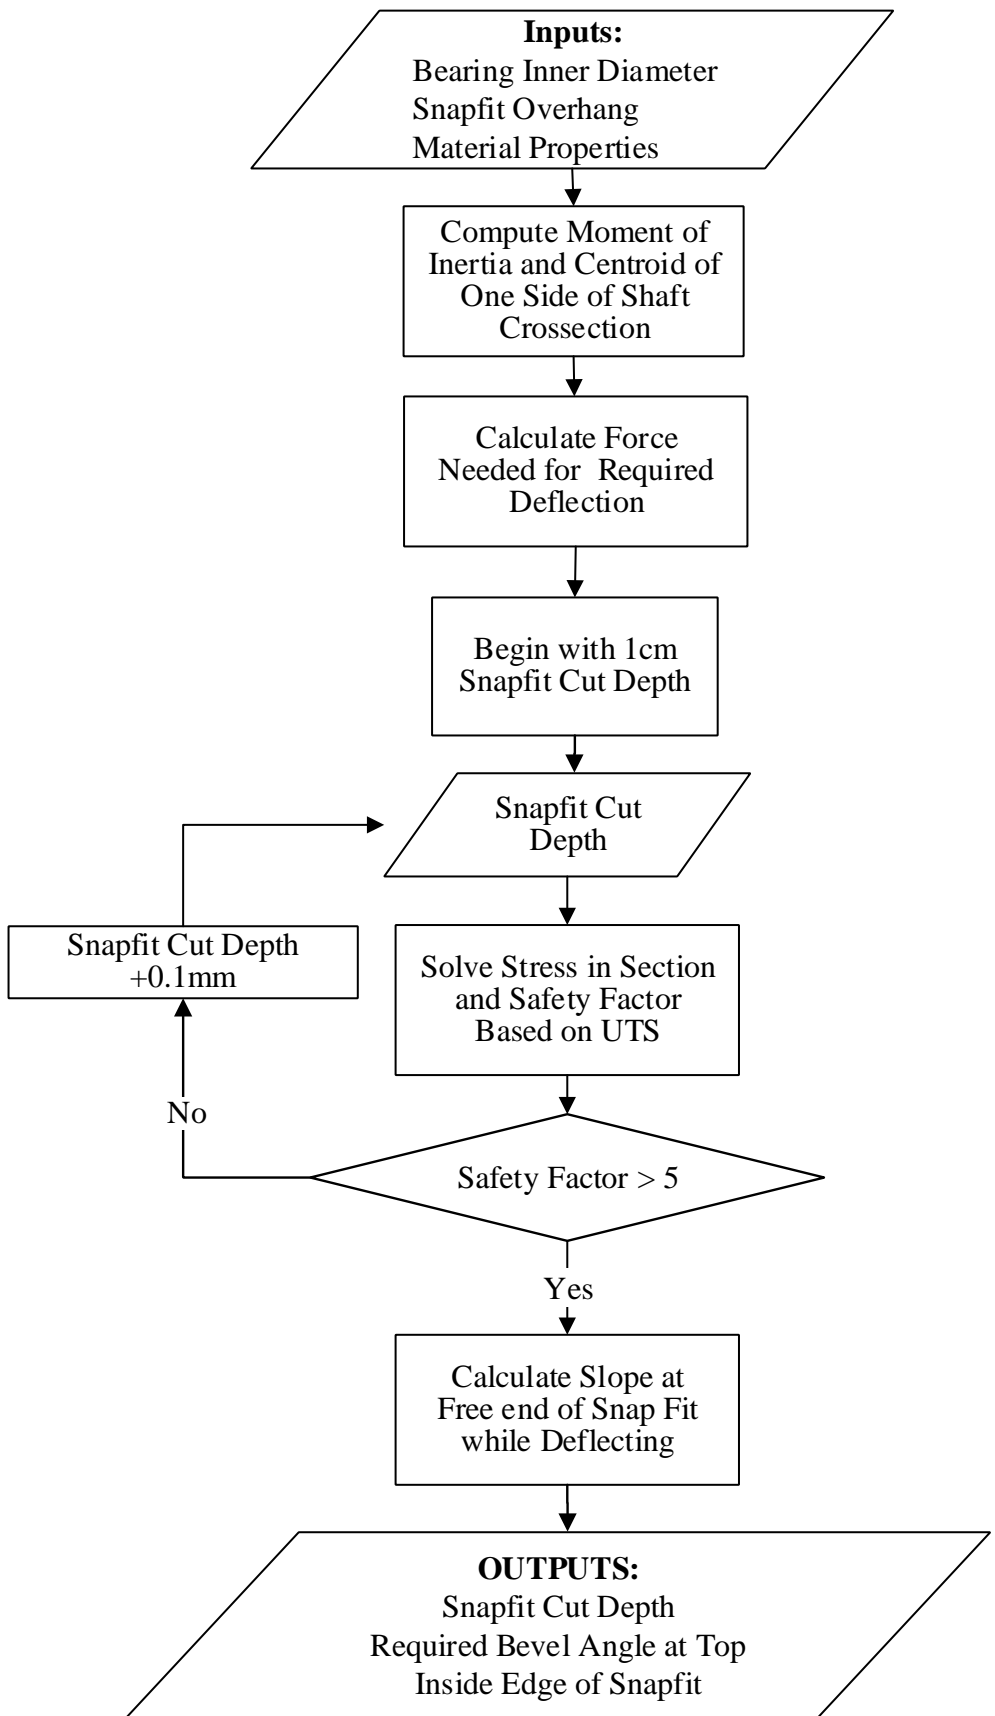 Inputs:
Bearing Inner Diameter
Snapfit Overhang
Material Properties
Compute Moment of
Inertia and Centroid of
One Side of Shaft
Crossection
Calculate Force
Needed for Required
Deflection
Begin with 1cm
Snapfit Cut Depth
Snapfit Cut
Depth
Snapfit Cut Depth
+0.1mm
Solve Stress in Section
and Safety Factor
Based on UTS
No
Safety Factor > 5
Yes
Calculate Slope at
Free end of Snap Fit
while Deflecting
OUTPUTS:
Snapfit Cut Depth
Required Bevel Angle at Top
Inside Edge of Snapfit